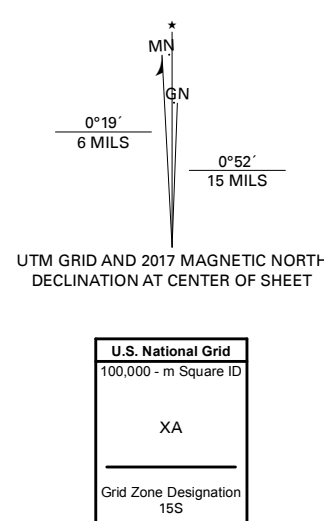 ★
MN
GN
0°19´
6 MILS
0°52´
15 MILS
UTM GRID AND 2017 MAGNETIC NORTH
DECLINATION AT CENTER OF SHEET
U.S. National Grid
100,000 - m Square ID
XA
Grid Zone Designation
15S